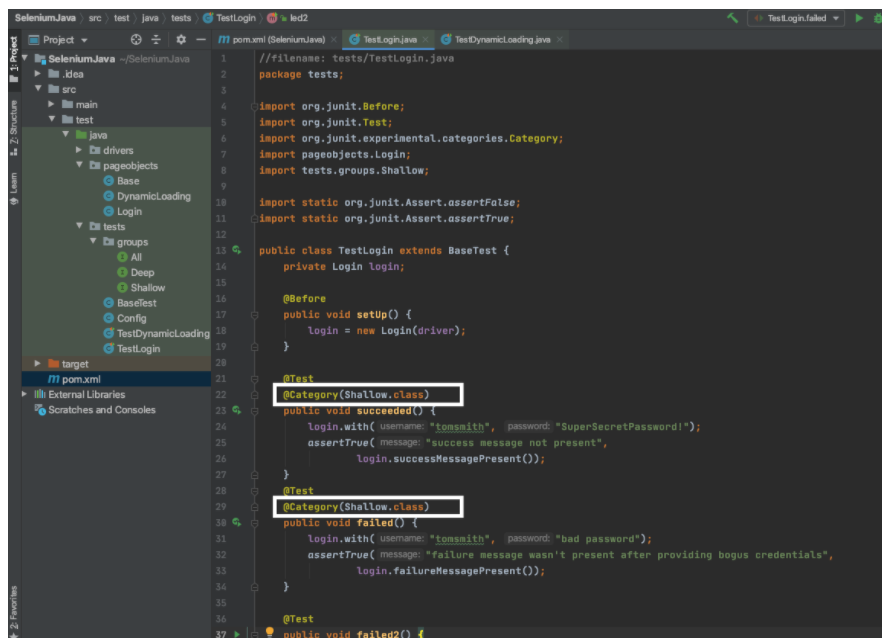 SeleniumJava src test java tests TestLogin led2 TestLogin.failed
1: Project
7: Structure
Learn
2: Favorites
Project
SeleniumJava ~/SeleniumJava
.idea
src
main
test
java
drivers
pageobjects
Base
DynamicLoading
Login
tests
groups
All
Deep
Shallow
BaseTest
Config
TestDynamicLoading
TestLogin
target
pom.xml
External Libraries
Scratches and Consoles
pom.xml (SeleniumJava) TestLogin.java TestDynamicLoading.java
1 //filename: tests/TestLogin.java
2 package tests;
3
4 import org.junit.Before;
5 import org.junit.Test;
6 import org.junit.experimental.categories.Category;
7 import pageobjects.Login;
8 import tests.groups.Shallow;
9
10 import static org.junit.Assert.assertFalse;
11 import static org.junit.Assert.assertTrue;
12
13 public class TestLogin extends BaseTest {
14 private Login login;
15
16 @Before
17 public void setUp() {
18 login = new Login(driver);
19 }
20
21 @Test
22 @Category(Shallow.class)
23 public void succeeded() {
24 login.with( username: "tomsmith", password: "SuperSecretPassword!");
25 assertTrue( message: "success message not present",
26 login.successMessagePresent());
27 }
28 @Test
29 @Category(Shallow.class)
30 public void failed() {
31 login.with( username: "tomsmith", password: "bad password");
32 assertTrue( message: "failure message wasn't present after providing bogus credentials",
33 login.failureMessagePresent());
34 }
35
36 @Test
37 public void failed2() {